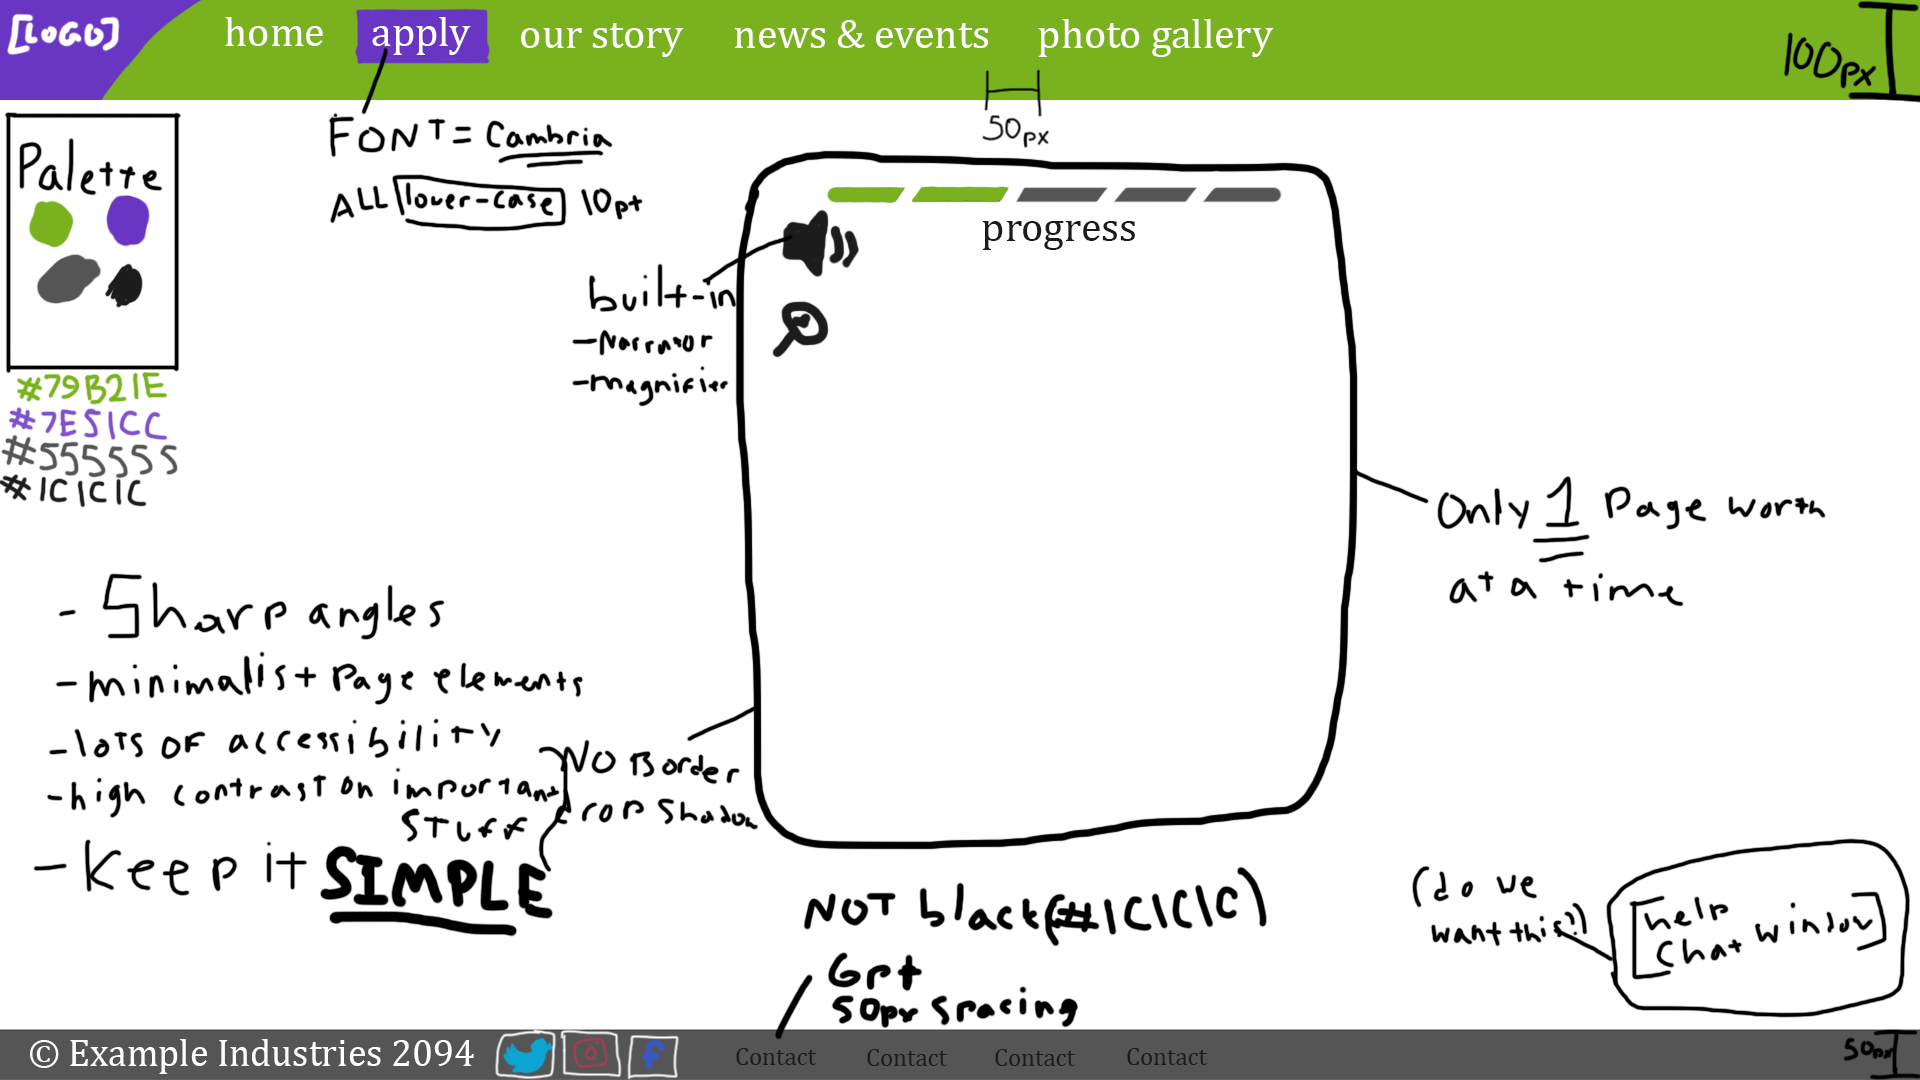 [LOGO]
home apply our story news & events photo gallery
100px
50px
FONT = Cambria
ALL lower-case 10pt
Palette
#79B21E
#7E51CC
#555555
#1C1C1C
progress
built-in
- Narrator
- magnifier
Only 1 Page worth
at a time
- Sharp angles
- minimalist Page elements
- lots of accessibility
- high contrast on important
stuff
- Keep it SIMPLE
No Border
crop shadow
NOT black (#1C1C1C)
6pt
50px spacing
(do we
want this?)
[help
chat window]
© Example Industries 2094
Contact Contact Contact Contact
50px